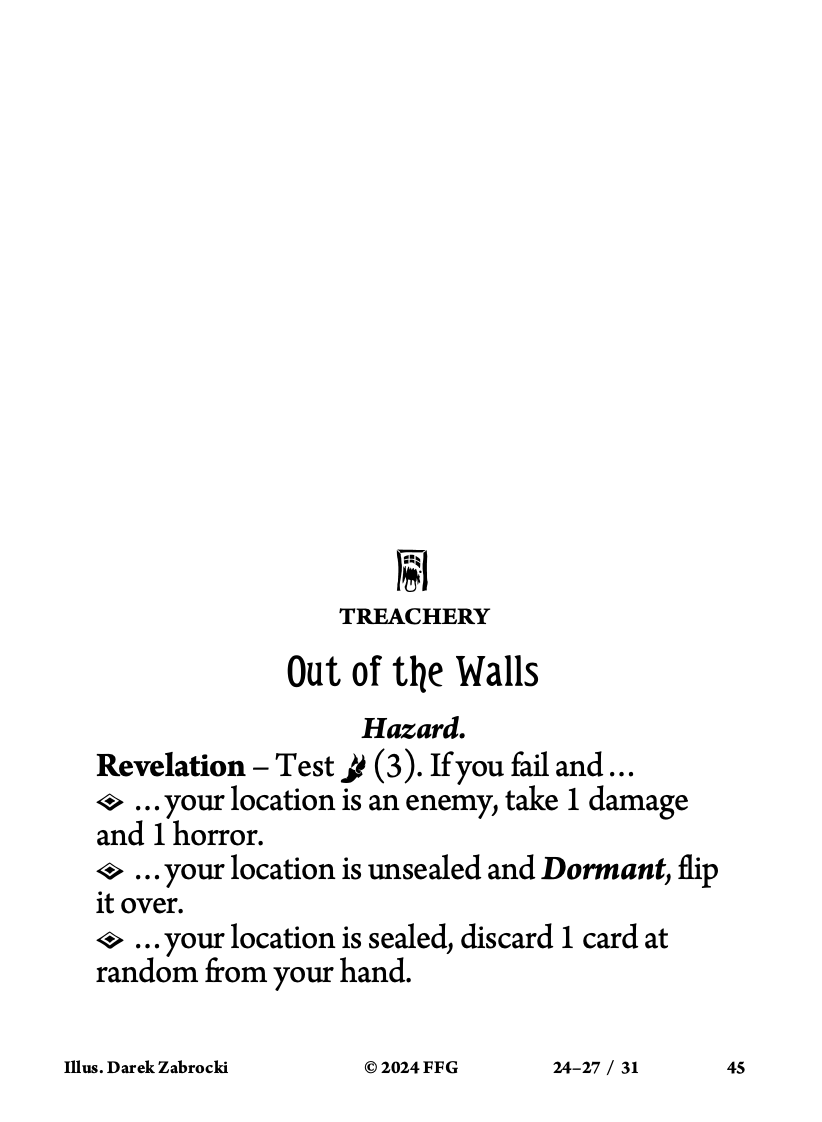 TREACHERY
Out of the Walls
Hazard.
Revelation – Test (3). If you fail and …
…your location is an enemy, take 1 damage
and 1 horror.
…your location is unsealed and Dormant, flip
it over.
…your location is sealed, discard 1 card at
random from your hand.
Illus. Darek Zabrocki © 2024 FFG 24–27 / 31 45